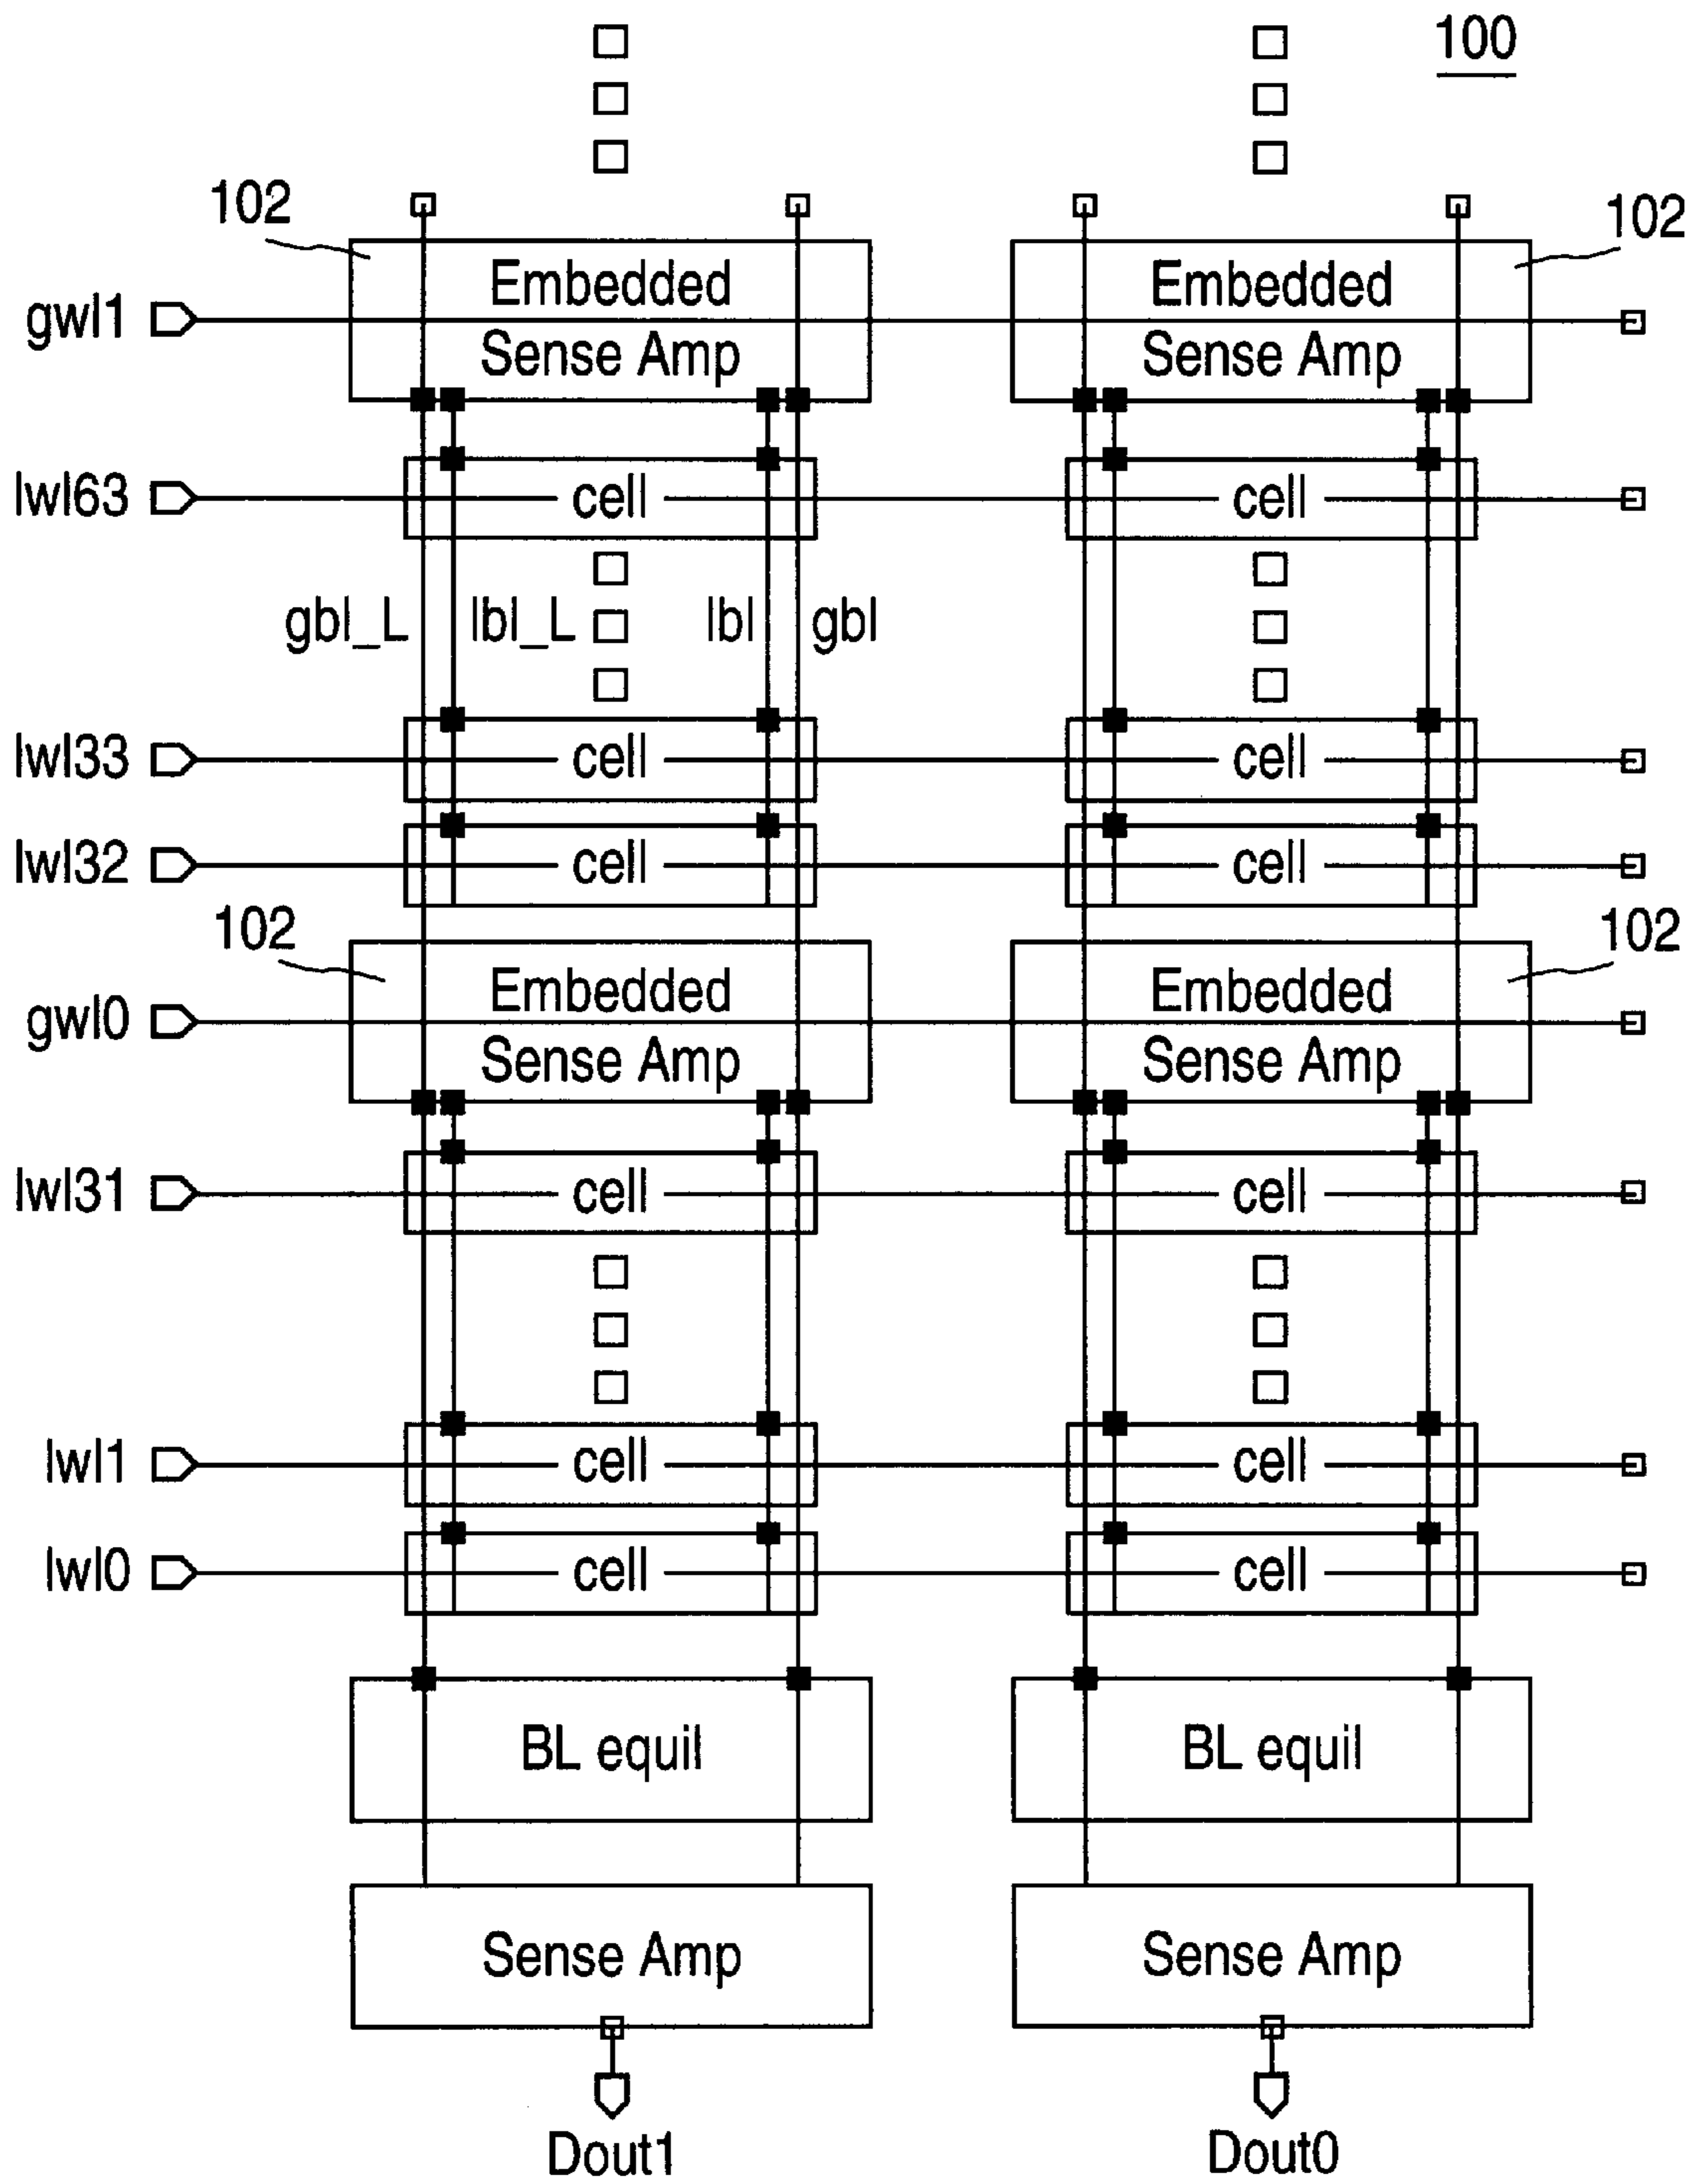 100
102
102
gwl1
Embedded
Sense Amp
Embedded
Sense Amp
lwl63
cell
cell
gbl_L
lbl_L
lbl
gbl
lwl33
cell
cell
lwl32
cell
cell
102
102
gwl0
Embedded
Sense Amp
Embedded
Sense Amp
lwl31
cell
cell
lwl1
cell
cell
lwl0
cell
cell
BL equil
BL equil
Sense Amp
Sense Amp
Dout1
Dout0